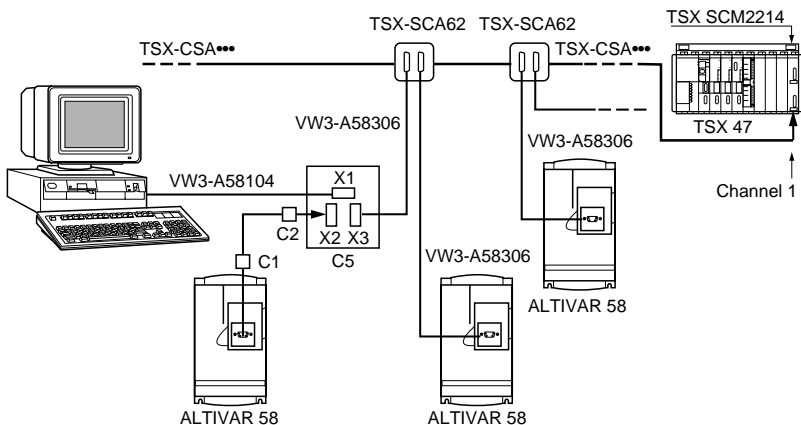 TSX SCM2214
TSX-SCA62 TSX-SCA62
TSX-CSA••• TSX-CSA•••
TSX 47
VW3-A58306
VW3-A58306
VW3-A58104
X1
Channel 1
C2
X2 X3
C5
C1
VW3-A58306
ALTIVAR 58
ALTIVAR 58
ALTIVAR 58